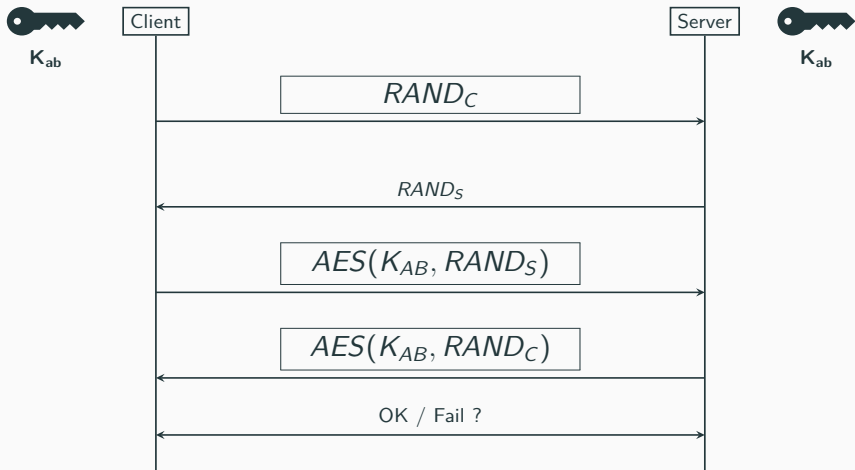 Client
Server
K_ab
K_ab
RAND_C
RAND_S
AES(K_AB, RAND_S)
AES(K_AB, RAND_C)
OK / Fail ?